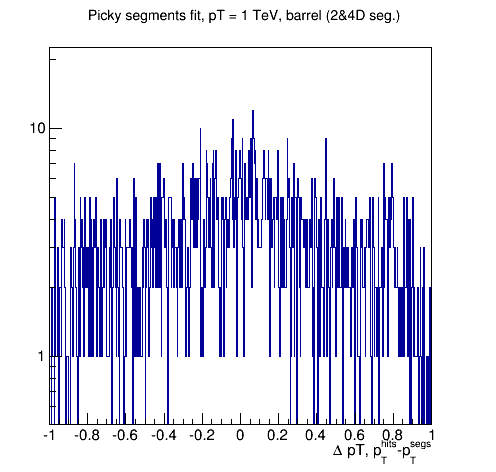 Picky segments fit, pT = 1 TeV, barrel (2&4D seg.)
10
1
-1 -0.8 -0.6 -0.4 -0.2 0 0.2 0.4 0.6 0.8 1
Δ pT, p_T^hits-p_T^segs